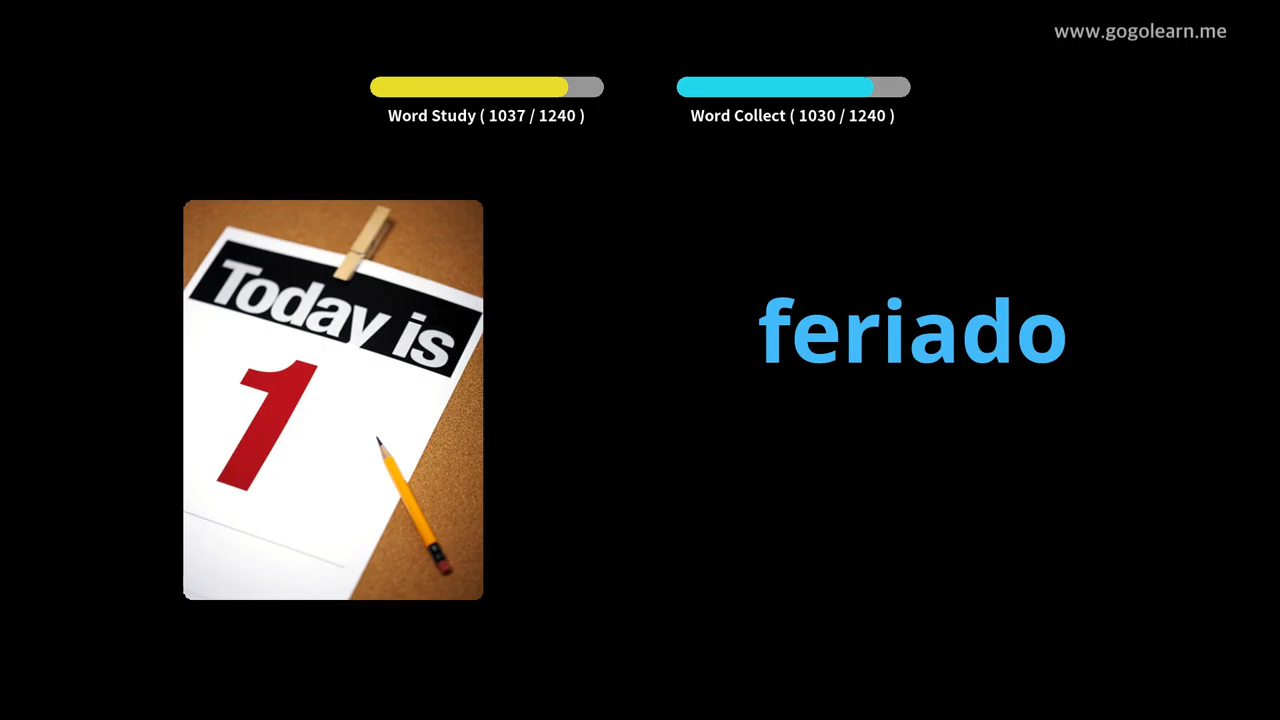 www.gogolearn.me
Word Study ( 1037 / 1240 )
Word Collect ( 1030 / 1240 )
Today is
1
feriado